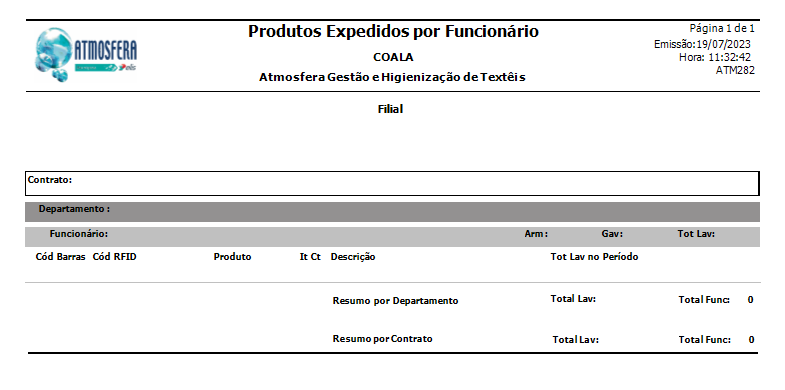 ATMOSFERA
Produtos Expedidos por Funcionário
COALA
Atmosfera Gestão e Higienização de Textêis
Filial
Página 1 de 1
Emissão:19/07/2023
Hora: 11:32:42
ATM282
Contrato:
Departamento :
Funcionário: Arm: Gav: Tot Lav:
Cód Barras Cód RFID Produto It Ct Descrição Tot Lav no Período
Resumo por Departamento Total Lav: Total Func: 0
Resumo por Contrato Total Lav: Total Func: 0